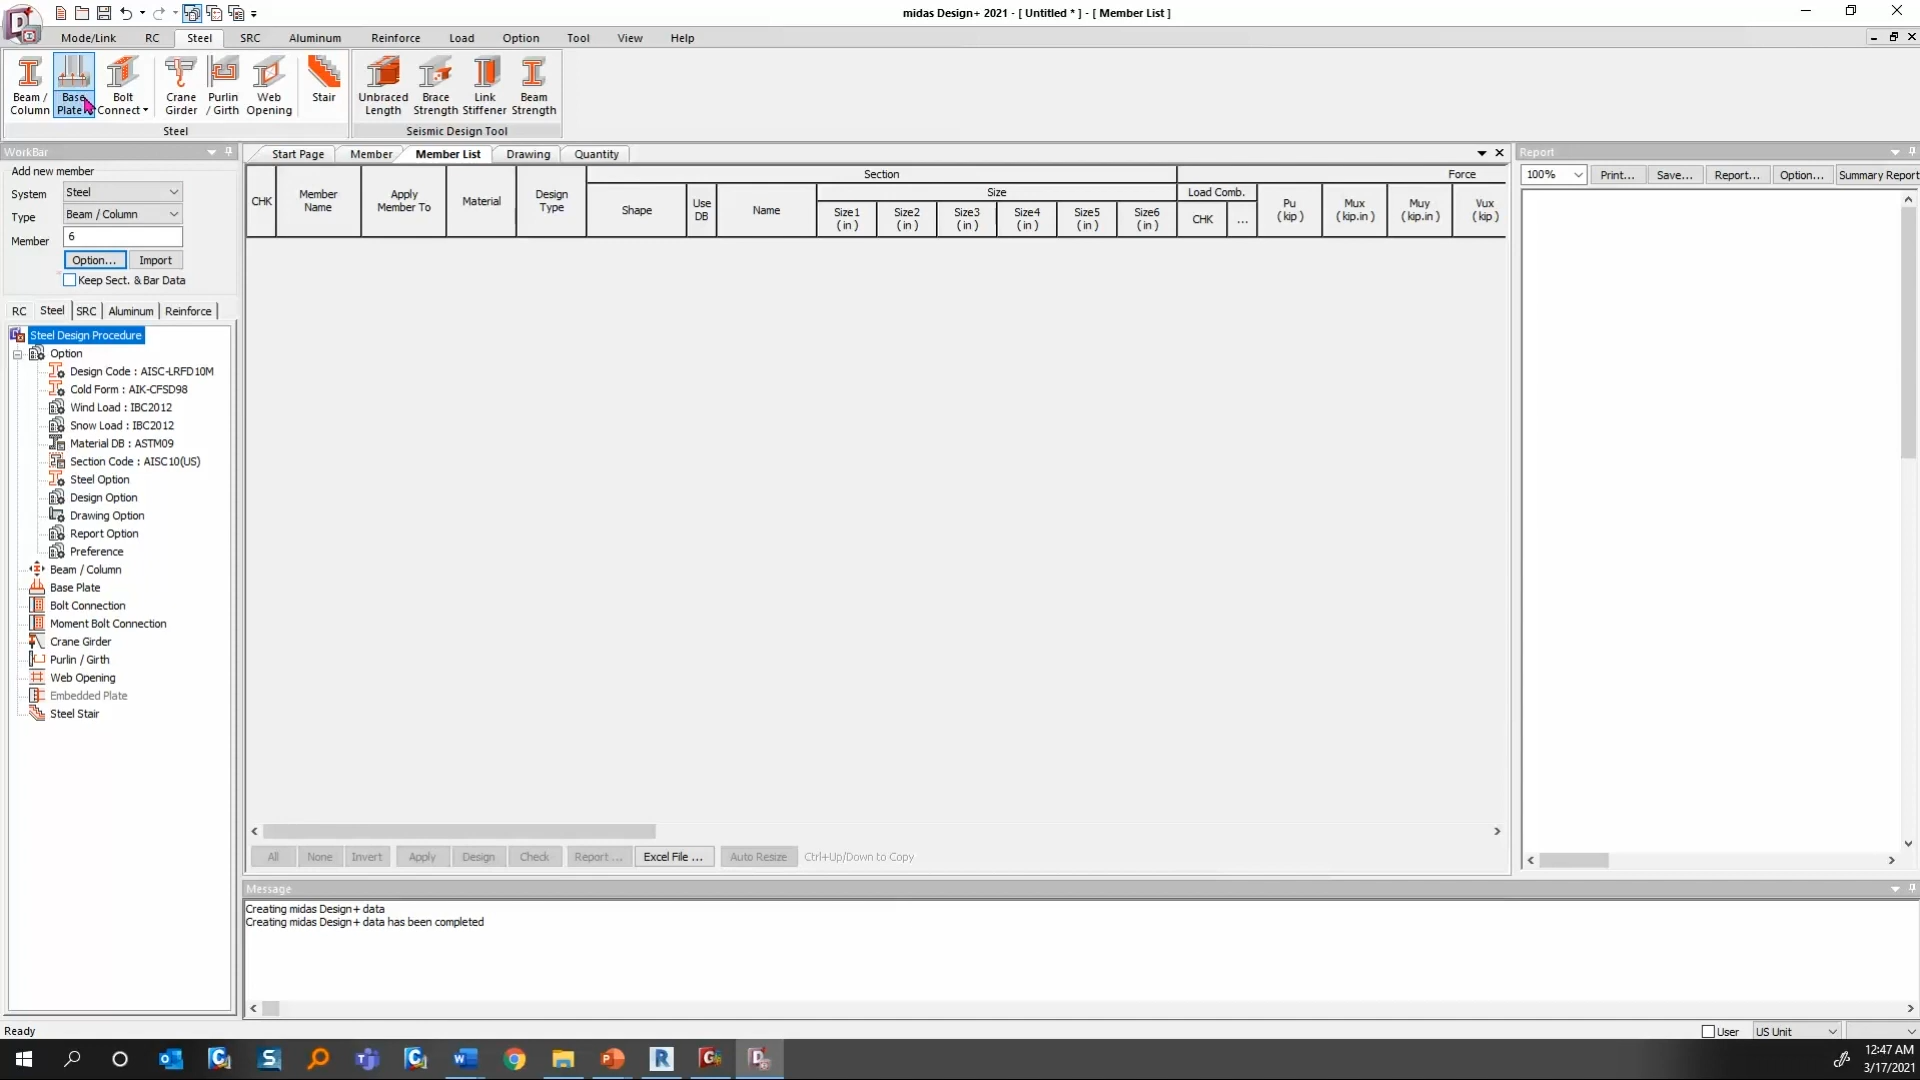 midas Design+ 2021 - [ Untitled * ] - [ Member List ]
Mode/Link RC Steel SRC Aluminum Reinforce Load Option Tool View Help
Beam / Column
Base Plate
Bolt Connect
Crane Girder
Purlin / Girth
Web Opening
Stair
Unbraced Length
Brace Strength
Link Stiffener
Beam Strength
Steel
Seismic Design Tool
WorkBar
Add new member
System Steel
Type Beam / Column
Member 6
Option... Import
Keep Sect. & Bar Data
RC Steel SRC Aluminum Reinforce
Steel Design Procedure
Option
Design Code : AISC-LRFD10M
Cold Form : AIK-CFSD98
Wind Load : IBC2012
Snow Load : IBC2012
Material DB : ASTM09
Section Code : AISC10(US)
Steel Option
Design Option
Drawing Option
Report Option
Preference
Beam / Column
Base Plate
Bolt Connection
Moment Bolt Connection
Crane Girder
Purlin / Girth
Web Opening
Embedded Plate
Steel Stair
Start Page Member Member List Drawing Quantity
CHK
Member Name
Apply Member To
Material
Design Type
Section
Shape
Use DB
Name
Size
Size1 (in)
Size2 (in)
Size3 (in)
Size4 (in)
Size5 (in)
Size6 (in)
Force
Load Comb.
CHK ...
Pu (kip)
Mux (kip.in)
Muy (kip.in)
Vux (kip)
All None Invert Apply Design Check Report ... Excel File ... Auto Resize Ctrl+Up/Down to Copy
Report
100% Print... Save... Report... Option... Summary Report
Message
Creating midas Design+ data
Creating midas Design+ data has been completed
Ready
User US Unit
12:47 AM
3/17/2021